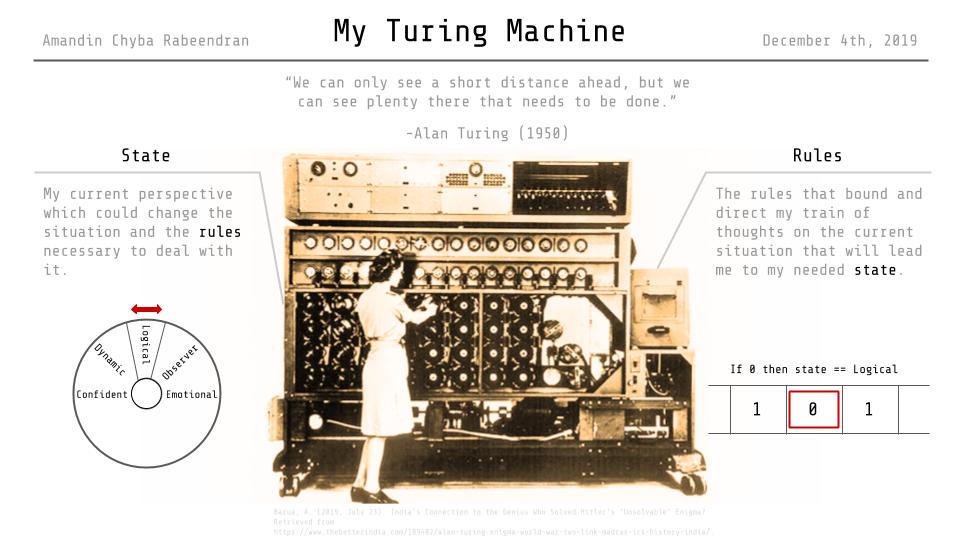 Amandin Chyba Rabeendran
My Turing Machine
December 4th, 2019
“We can only see a short distance ahead, but we
can see plenty there that needs to be done.”
-Alan Turing (1950)
State
My current perspective
which could change the
situation and the rules
necessary to deal with
it.
Dynamic
Logical
Observer
Confident
Emotional
Rules
The rules that bound and
direct my train of
thoughts on the current
situation that will lead
me to my needed state.
If 0 then state == Logical
1 0 1
Barua, A. (2019, July 23). India's Connection to the Genius Who Solved Hitler's 'Unsolvable' Enigma?
Retrieved from
https://www.thebetterindia.com/189402/alan-turing-enigma-world-war-two-link-madras-ics-history-india/